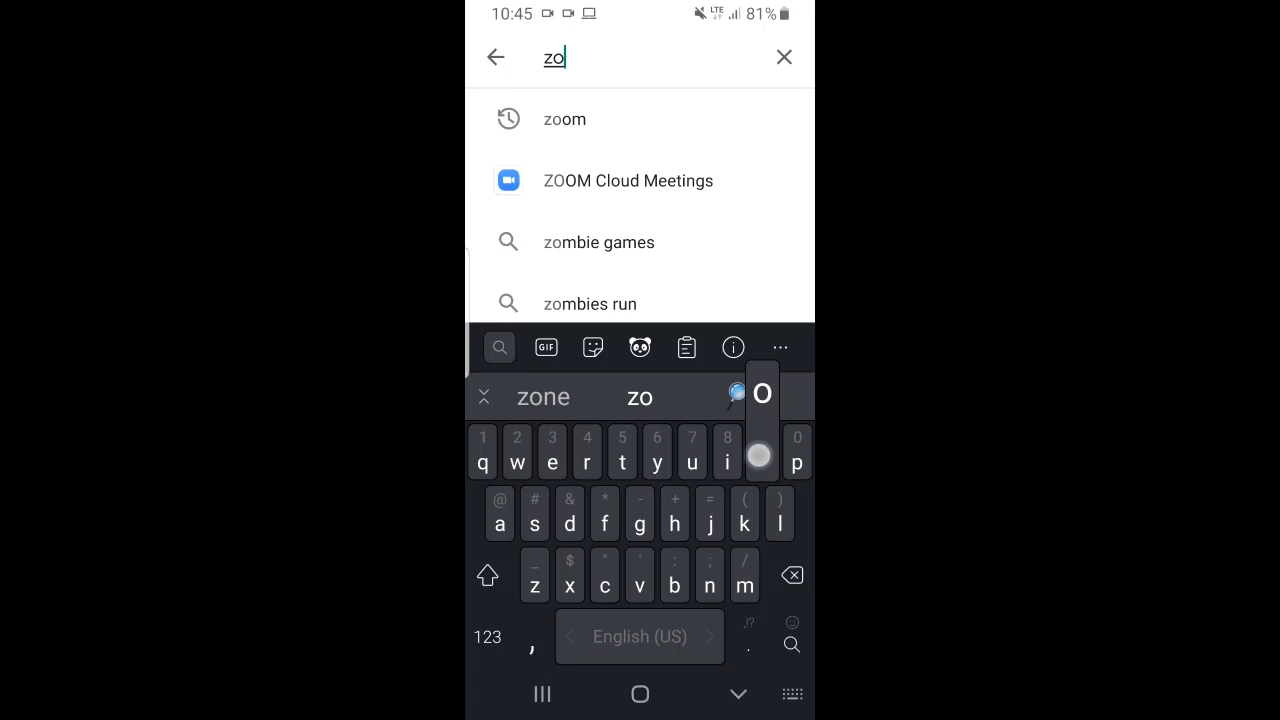 10:45 LTE 81%
zo
zoom
ZOOM Cloud Meetings
zombie games
zombies run
GIF
zone zo o
1 2 3 4 5 6 7 8 0
q w e r t y u i p
@ # & * - + = ( )
a s d f g h j k l
_ $ " ' : ; /
z x c v b n m
,!?
123 , English (US) .